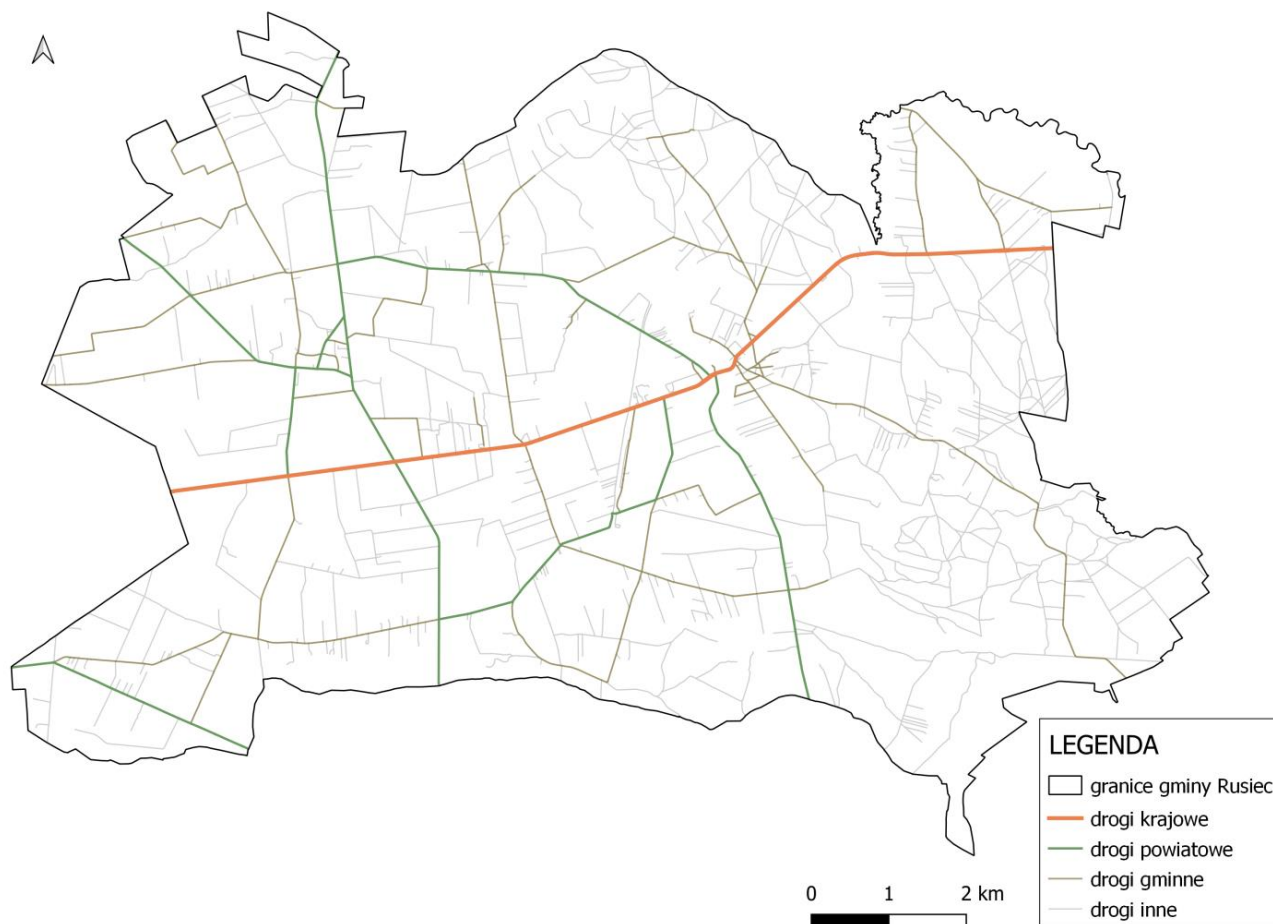 LEGENDA
granice gminy Rusiec
drogi krajowe
drogi powiatowe
drogi gminne
drogi inne
0 1 2 km